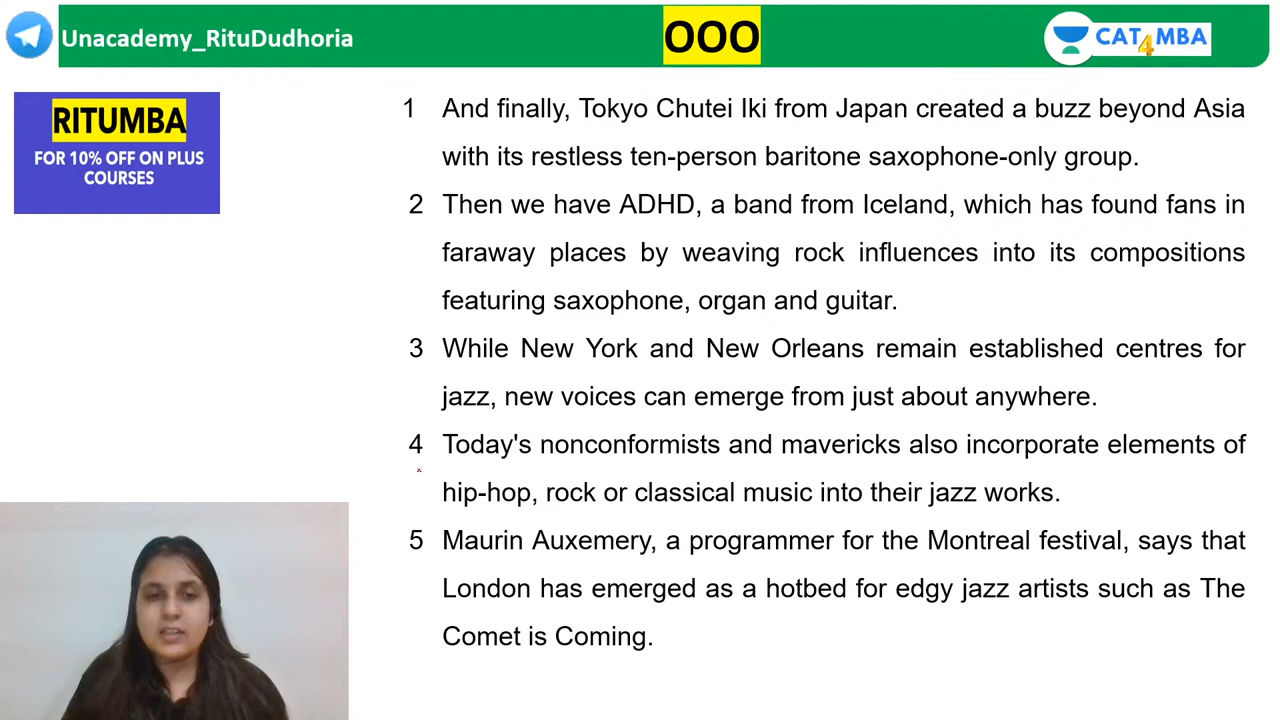 Unacademy_RituDudhoria
OOO
CAT4MBA
RITUMBA
FOR 10% OFF ON PLUS
COURSES
1 And finally, Tokyo Chutei Iki from Japan created a buzz beyond Asia
with its restless ten-person baritone saxophone-only group.
2 Then we have ADHD, a band from Iceland, which has found fans in
faraway places by weaving rock influences into its compositions
featuring saxophone, organ and guitar.
3 While New York and New Orleans remain established centres for
jazz, new voices can emerge from just about anywhere.
4 Today's nonconformists and mavericks also incorporate elements of
hip-hop, rock or classical music into their jazz works.
5 Maurin Auxemery, a programmer for the Montreal festival, says that
London has emerged as a hotbed for edgy jazz artists such as The
Comet is Coming.